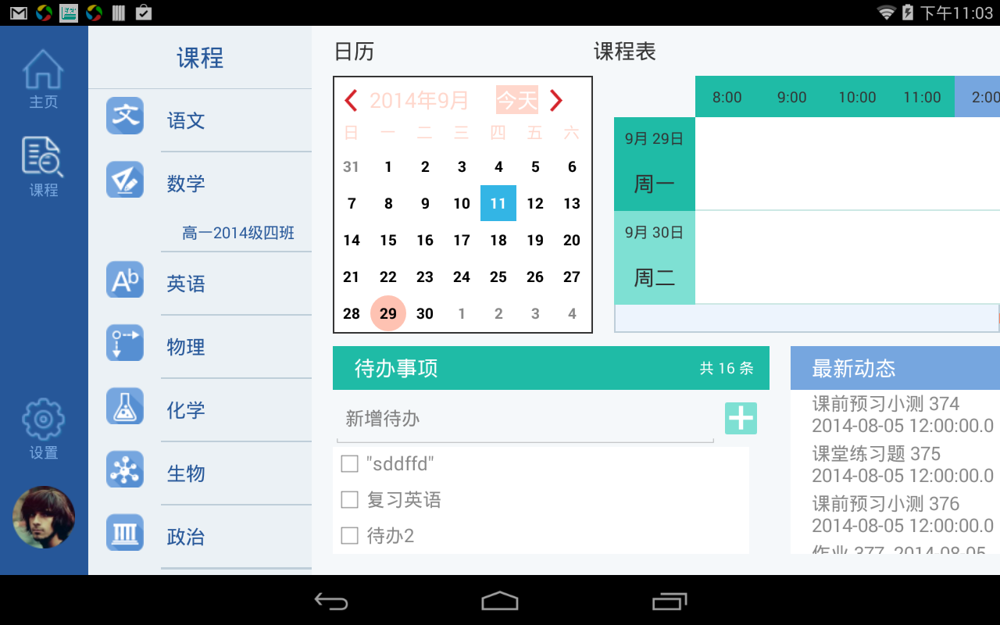 下午11:03
主页
课程
设置
课程
语文
数学
高一2014级四班
英语
物理
化学
生物
政治
日历
2014年9月 今天
日 一 二 三 四 五 六
31 1 2 3 4 5 6
7 8 9 10 11 12 13
14 15 16 17 18 19 20
21 22 23 24 25 26 27
28 29 30 1 2 3 4
课程表
8:00 9:00 10:00 11:00 2:00
9月 29日
周一
9月 30日
周二
待办事项 共 16 条
新增待办
"sddffd"
复习英语
待办2
最新动态
课前预习小测 374
2014-08-05 12:00:00.0
课堂练习题 375
2014-08-05 12:00:00.0
课前预习小测 376
2014-08-05 12:00:00.0
作业 377 2014-08-05